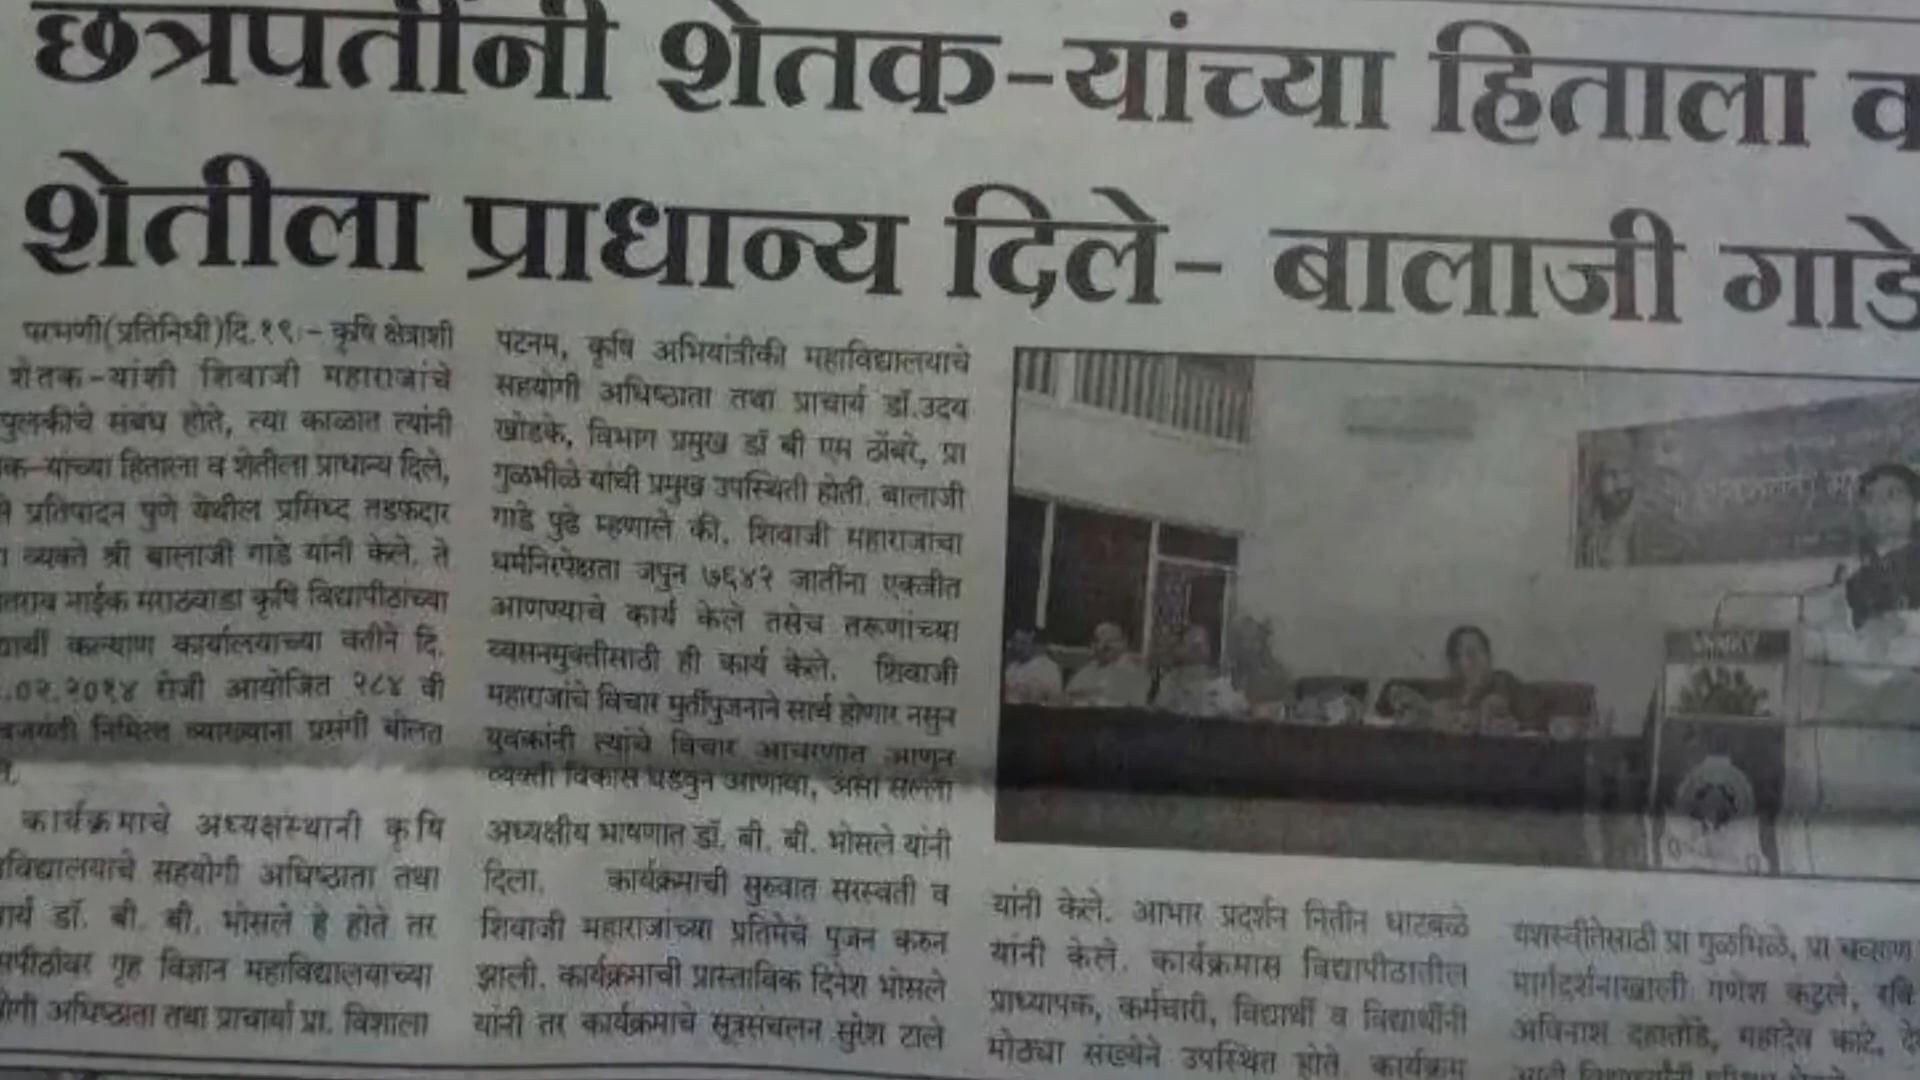 छत्रपतींनी शेतक-यांच्या हिताला व
शेतीला प्राधान्य दिले- बालाजी गाडे
परभणी(प्रतिनिधी)दि.१९:- कृषि क्षेत्राशी
शेतक-यांशी शिवाजी महाराजांचे
पुलकीचे संबंध होते, त्या काळात त्यांनी
क-यांच्या हिताला व शेतीला प्राधान्य दिले,
प्रतिपादन पुणे येथील प्रसिध्द तडफदार
व्यक्ते श्री बालाजी गाडे यांनी केले. ते
तराव नाईक मराठवाडा कृषि विद्यापीठाच्या
द्यार्थी कल्याण कार्यालयाच्या वतीने दि.
.०२.२०१४ रोजी आयोजित २८४ वी
वजयंती निमित्त व्याख्याना प्रसंगी बोलत
कार्यक्रमाचे अध्यक्षस्थानी कृषि
विद्यालयाचे सहयोगी अधिष्ठाता तथा
चार्य डॉ. बी. बी. भोसले हे होते तर
सपीठावर गृह विज्ञान महाविद्यालयाच्या
योगी अधिष्ठाता तथा प्राचार्या प्रा. विशाला
पटनम, कृषि अभियांत्रीकी महाविद्यालयाचे
सहयोगी अधिष्ठाता तथा प्राचार्य डॉ.उदय
खोडके, विभाग प्रमुख डॉ बी एम ठोंबरे, प्रा
गुळभीळे यांची प्रमुख उपस्थिती होती. बालाजी
गाडे पुढे म्हणाले की, शिवाजी महाराजांचा
धर्मनिरपेक्षता जपुन ७६४२ जातींना एकत्रीत
आणण्याचे कार्य केले तसेच तरूणांच्या
व्यसनमुक्तीसाठी ही कार्य केले. शिवाजी
महाराजांचे विचार मुर्तीपुजनाने सार्थ होणार नसुन
युवकांनी त्यांचे विचार आचरणात आणुन
व्यक्ती विकास घडवुन आणावा, असा सल्ला
अध्यक्षीय भाषणात डॉ. बी. बी. भोसले यांनी
दिला. कार्यक्रमाची सुरुवात सरस्वती व
शिवाजी महाराजांच्या प्रतिमेचे पुजन करुन
झाली. कार्यक्रमाची प्रास्ताविक दिनेश भोसले
यांनी तर कार्यक्रमाचे सूत्रसंचलन सुरेश टाले
यांनी केले. आभार प्रदर्शन नितीन धाटबळे
यांनी केले. कार्यक्रमास विद्यापीठातील
प्राध्यापक, कर्मचारी, विद्यार्थी व विद्यार्थीनी
मोठ्या संख्येने उपस्थित होते. कार्यक्रम
यशस्वीतेसाठी प्रा गुळभिळे, प्रा चव्हाण
मार्गदर्शनाखाली गणेश कटुले, रवि
अविनाश दहातोंडे, महादेव काटे,